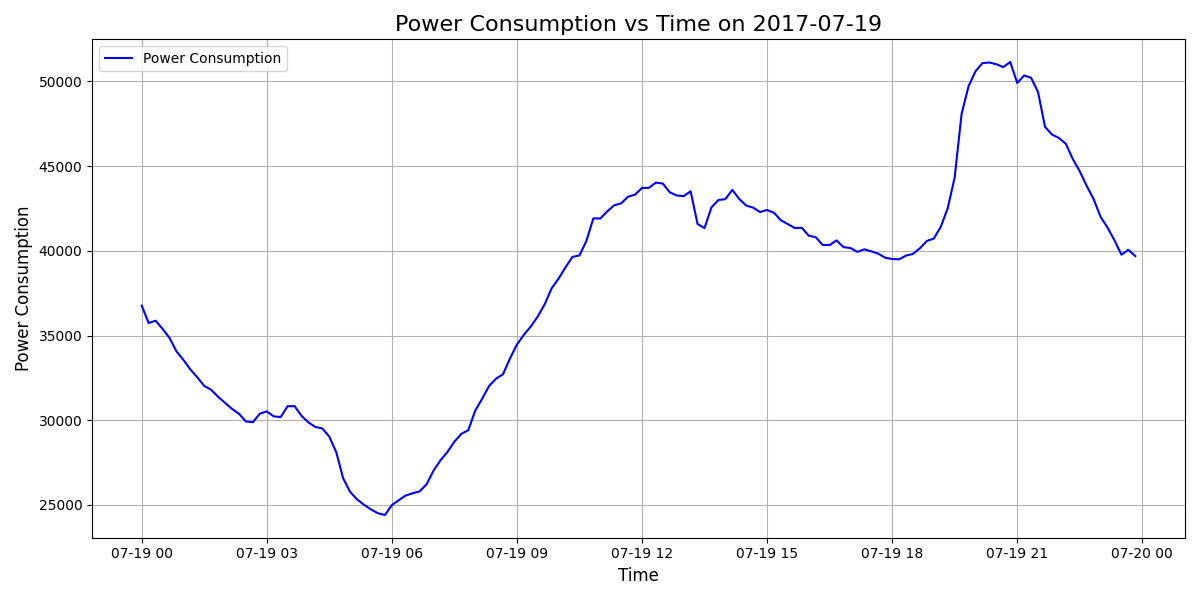 Power Consumption vs Time on 2017-07-19
Power Consumption
50000
45000
40000
35000
30000
25000
Power Consumption
07-19 00 07-19 03 07-19 06 07-19 09 07-19 12 07-19 15 07-19 18 07-19 21 07-20 00
Time